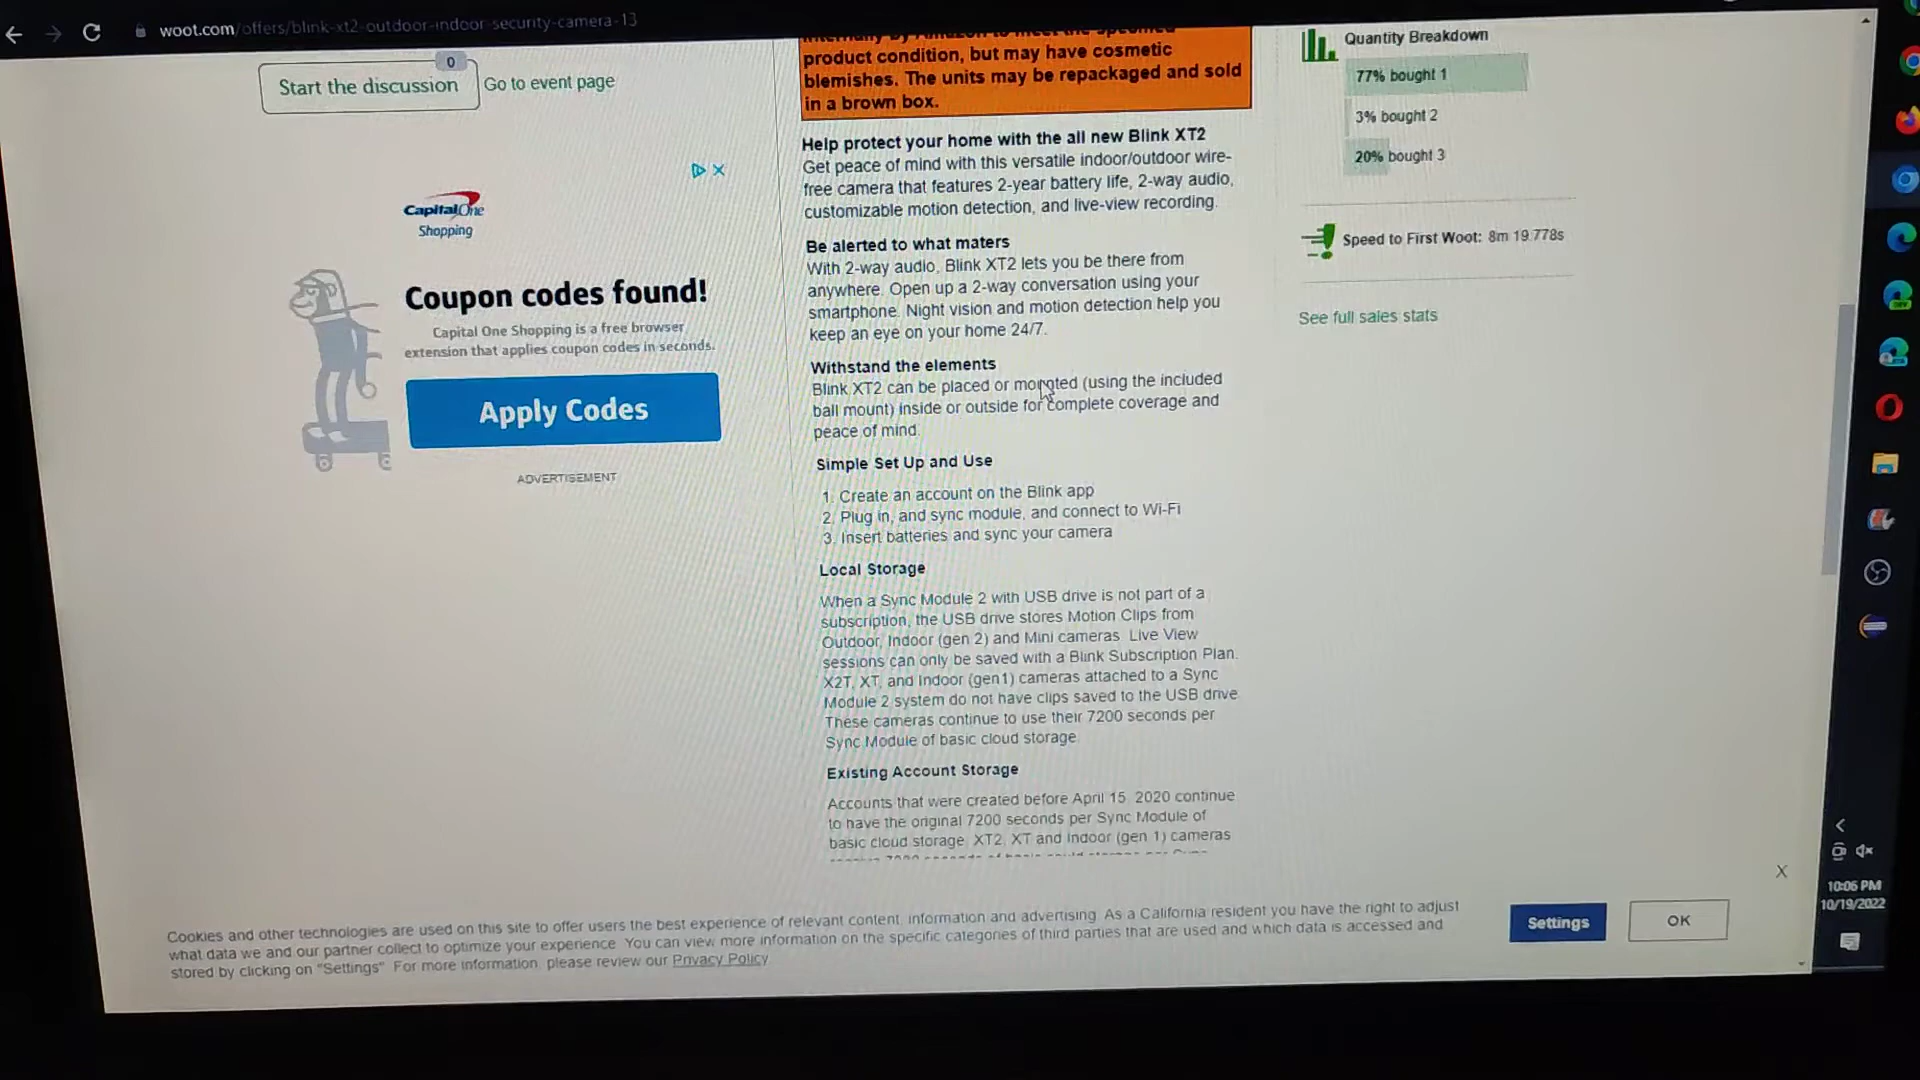 woot.com/offers/blink-xt2-outdoor-indoor-security-camera-13
0
Start the discussion
Go to event page
CapitalOne
Shopping
Coupon codes found!
Capital One Shopping is a free browser
extension that applies coupon codes in seconds.
Apply Codes
ADVERTISEMENT
internally by Amazon to meet the specified
product condition, but may have cosmetic
blemishes. The units may be repackaged and sold
in a brown box.
Help protect your home with the all new Blink XT2
Get peace of mind with this versatile indoor/outdoor wire-
free camera that features 2-year battery life, 2-way audio,
customizable motion detection, and live-view recording.
Be alerted to what maters
With 2-way audio, Blink XT2 lets you be there from
anywhere. Open up a 2-way conversation using your
smartphone. Night vision and motion detection help you
keep an eye on your home 24/7.
Withstand the elements
Blink XT2 can be placed or mounted (using the included
ball mount) inside or outside for complete coverage and
peace of mind.
Simple Set Up and Use
1. Create an account on the Blink app
2. Plug in, and sync module, and connect to Wi-Fi
3. Insert batteries and sync your camera
Local Storage
When a Sync Module 2 with USB drive is not part of a
subscription, the USB drive stores Motion Clips from
Outdoor, Indoor (gen 2) and Mini cameras. Live View
sessions can only be saved with a Blink Subscription Plan.
X2T, XT, and Indoor (gen1) cameras attached to a Sync
Module 2 system do not have clips saved to the USB drive.
These cameras continue to use their 7200 seconds per
Sync Module of basic cloud storage.
Existing Account Storage
Accounts that were created before April 15, 2020 continue
to have the original 7200 seconds per Sync Module of
basic cloud storage. XT2, XT and Indoor (gen 1) cameras
Quantity Breakdown
77% bought 1
3% bought 2
20% bought 3
Speed to First Woot: 8m 19.778s
See full sales stats
X
Cookies and other technologies are used on this site to offer users the best experience of relevant content, information and advertising. As a California resident you have the right to adjust
what data we and our partner collect to optimize your experience. You can view more information on the specific categories of third parties that are used and which data is accessed and
stored by clicking on "Settings". For more information, please review our Privacy Policy
Settings
OK
10:06 PM
10/19/2022